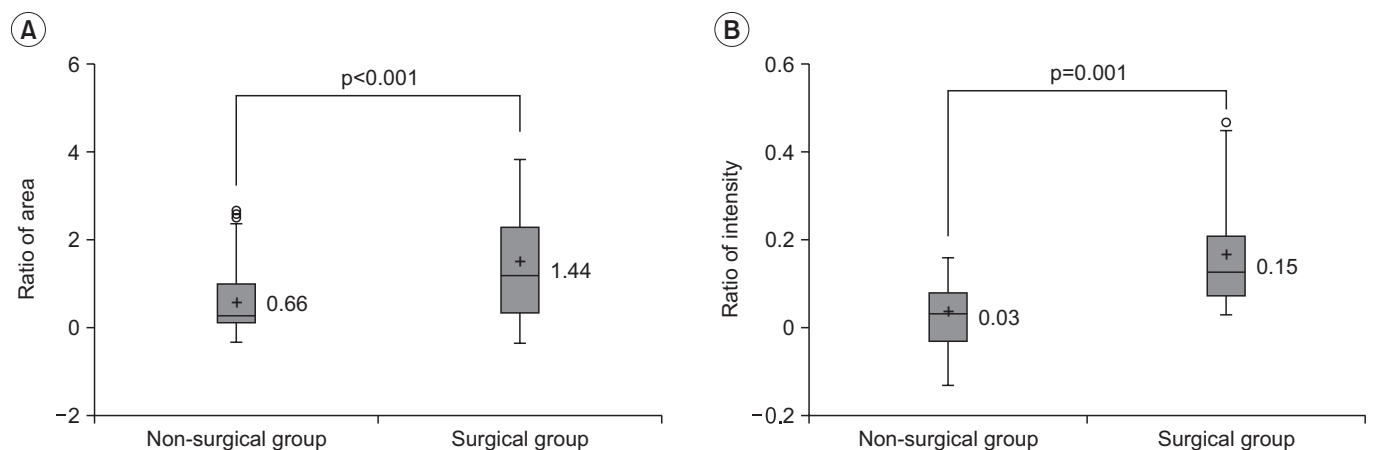 A
Ratio of area
6
4
2
0
−2
p<0.001
0.66
1.44
Non-surgical group
Surgical group
B
Ratio of intensity
0.6
0.4
0.2
0
−0.2
p=0.001
0.03
0.15
Non-surgical group
Surgical group